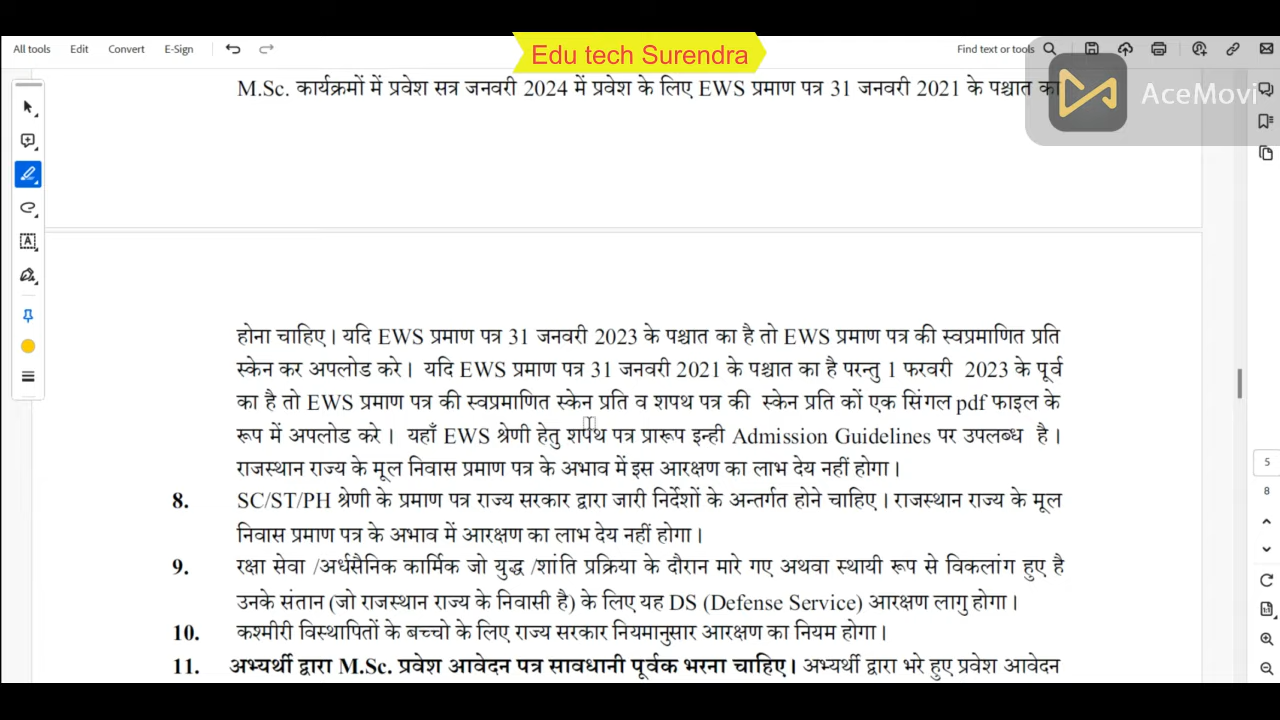 Edu tech Surendra
All tools Edit Convert E-Sign Find text or tools
AceMovi
M.Sc. कार्यक्रमों में प्रवेश सत्र जनवरी 2024 में प्रवेश के लिए EWS प्रमाण पत्र 31 जनवरी 2021 के पश्चात का
होना चाहिए। यदि EWS प्रमाण पत्र 31 जनवरी 2023 के पश्चात का है तो EWS प्रमाण पत्र की स्वप्रमाणित प्रति
स्केन कर अपलोड करे। यदि EWS प्रमाण पत्र 31 जनवरी 2021 के पश्चात का है परन्तु 1 फरवरी 2023 के पूर्व
का है तो EWS प्रमाण पत्र की स्वप्रमाणित स्केन प्रति व शपथ पत्र की स्केन प्रति कों एक सिंगल pdf फाइल के
रूप में अपलोड करे। यहाँ EWS श्रेणी हेतु शपथ पत्र प्रारूप इन्ही Admission Guidelines पर उपलब्ध है।
राजस्थान राज्य के मूल निवास प्रमाण पत्र के अभाव में इस आरक्षण का लाभ देय नहीं होगा।
8. SC/ST/PH श्रेणी के प्रमाण पत्र राज्य सरकार द्वारा जारी निर्देशों के अन्तर्गत होने चाहिए। राजस्थान राज्य के मूल
निवास प्रमाण पत्र के अभाव में आरक्षण का लाभ देय नहीं होगा।
9. रक्षा सेवा /अर्धसैनिक कार्मिक जो युद्ध /शांति प्रक्रिया के दौरान मारे गए अथवा स्थायी रूप से विकलांग हुए है
उनके संतान (जो राजस्थान राज्य के निवासी है) के लिए यह DS (Defense Service) आरक्षण लागु होगा।
10. कश्मीरी विस्थापितों के बच्चो के लिए राज्य सरकार नियमानुसार आरक्षण का नियम होगा।
11. अभ्यर्थी द्वारा M.Sc. प्रवेश आवेदन पत्र सावधानी पूर्वक भरना चाहिए। अभ्यर्थी द्वारा भरे हुए प्रवेश आवेदन
5
8